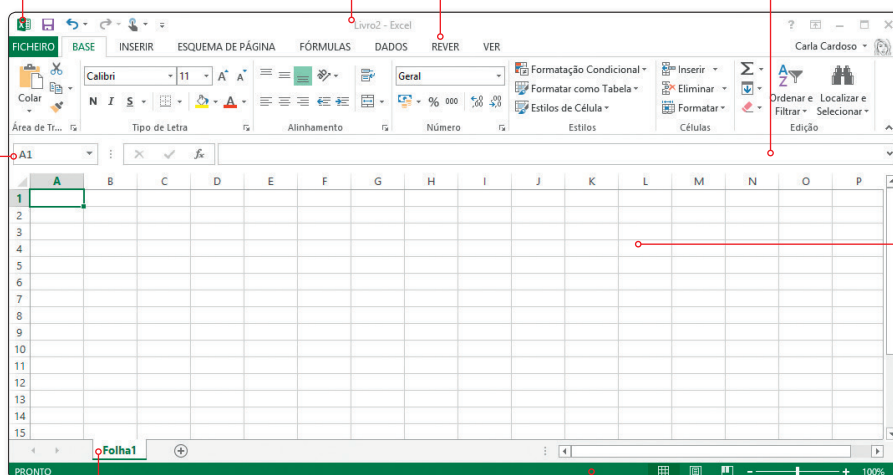 Livro2 - Excel
FICHEIRO BASE INSERIR ESQUEMA DE PÁGINA FÓRMULAS DADOS REVER VER Carla Cardoso
Calibri 11 A A Geral Formatação Condicional Inserir Σ A Z
Colar Formatar como Tabela Eliminar Ordenar e Localizar e
N I S A % 000 Estilos de Célula Formatar Filtrar Selecionar
Área de Tr... Tipo de Letra Alinhamento Número Estilos Células Edição
A1 fx
A B C D E F G H I J K L M N O P
1
2
3
4
5
6
7
8
9
10
11
12
13
14
15
Folha1
PRONTO 100%